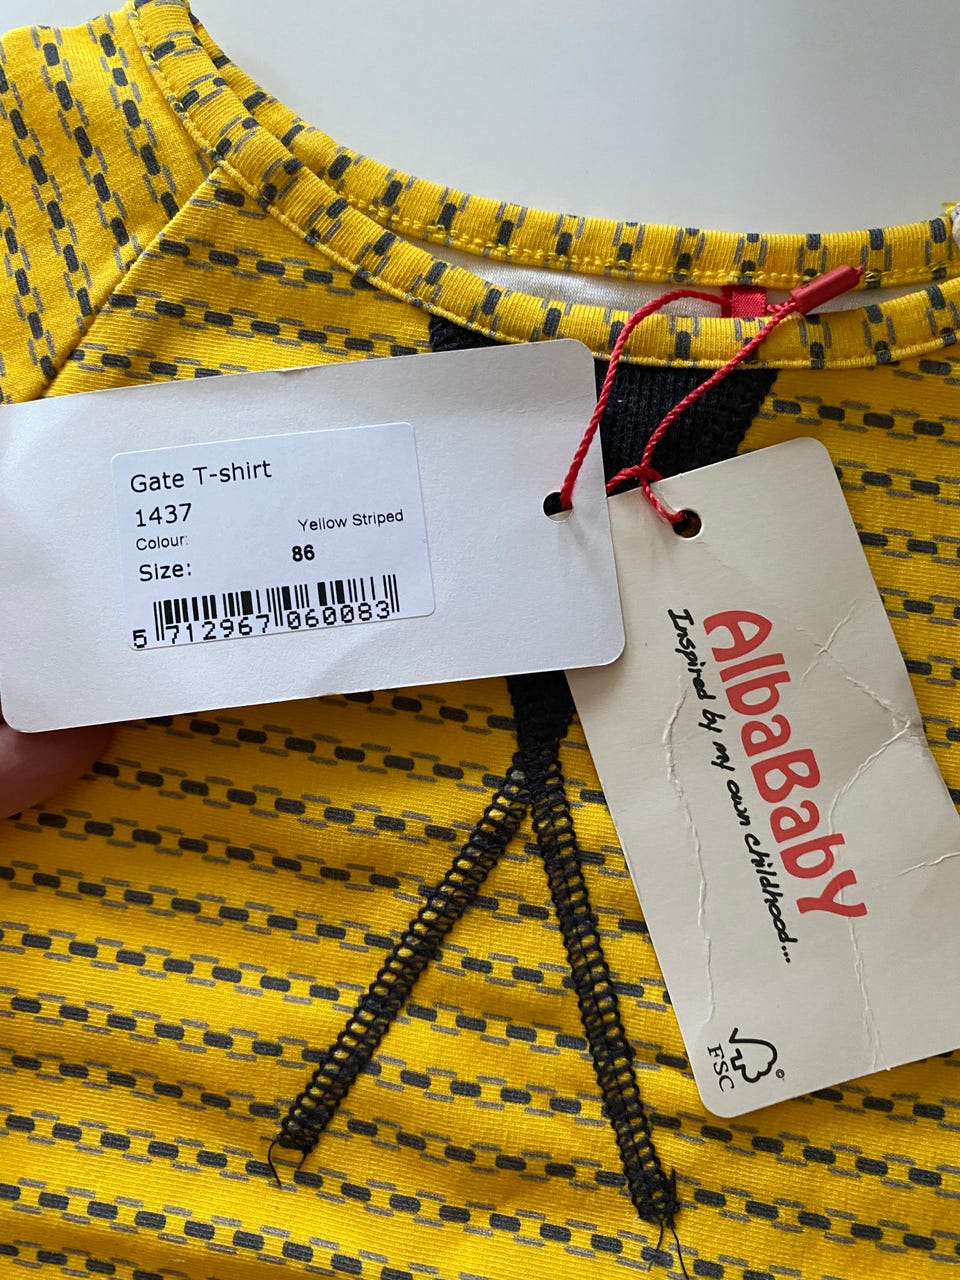 Gate T-shirt
1437
Colour: Yellow Striped
Size: 86
5 712967 060083
AlbaBabY
Inspired by my own childhood...
FSC
©